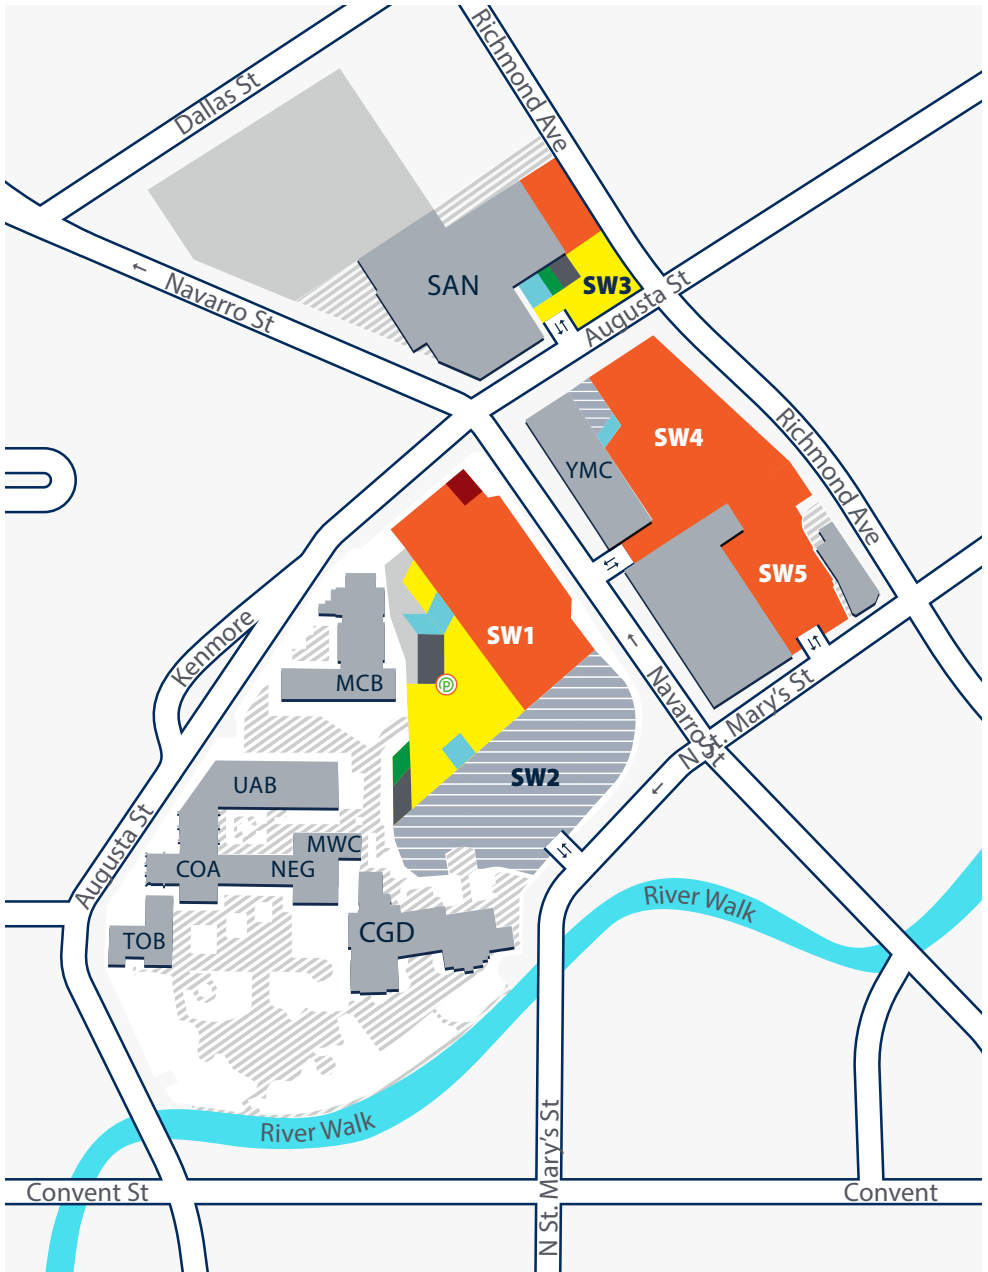 Richmond Ave
Dallas St
SAN
SW3
Navarro St
Augusta St
SW4
YMC
Richmond Ave
SW5
SW1
Kenmore
MCB
P
Navarro St
N St. Mary's St
SW2
UAB
MWC
COA
NEG
Augusta St
River Walk
CGD
TOB
River Walk
N St. Mary's St
Convent St
Convent